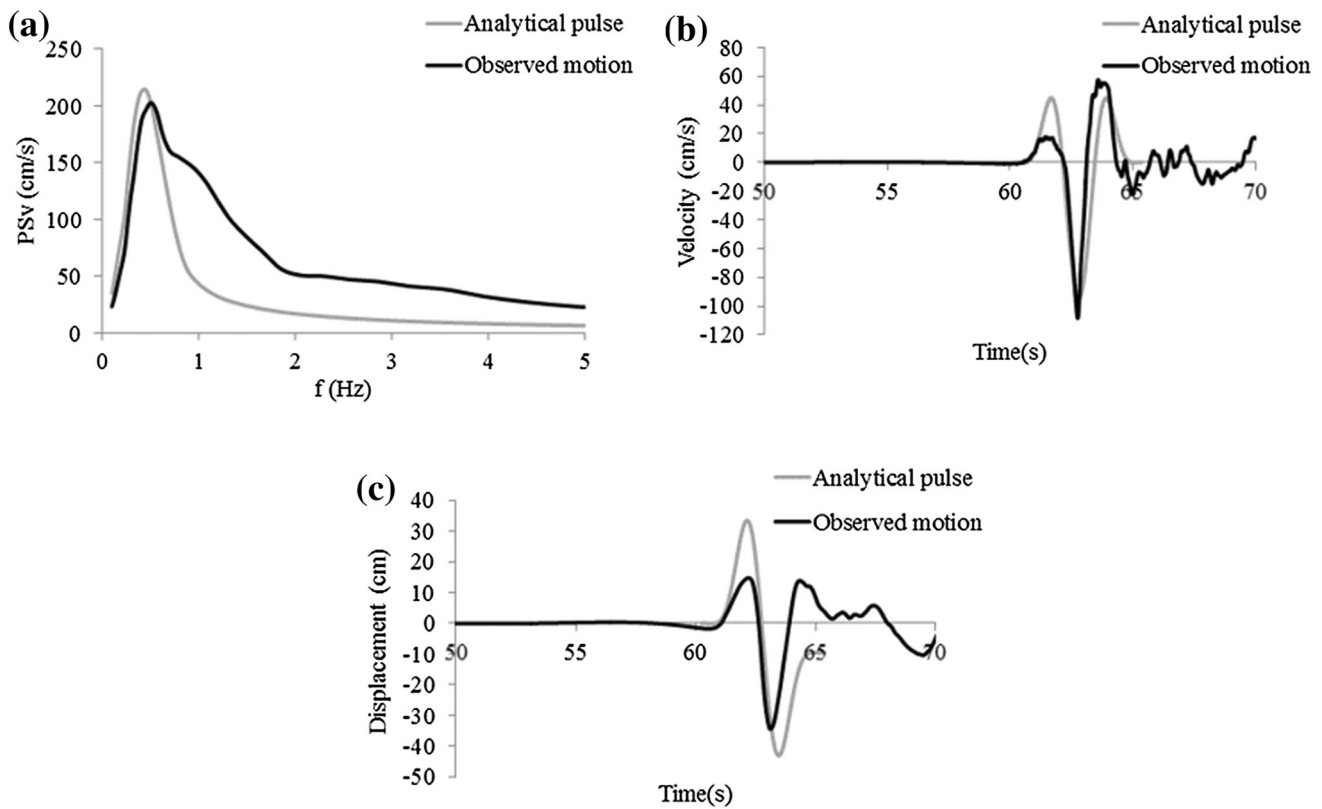 (a)
Analytical pulse
Observed motion
250
200
150
100
50
0
PSv (cm/s)
0 1 2 3 4 5
f (Hz)
(b)
Analytical pulse
Observed motion
80
60
40
20
0
-20
-40
-60
-80
-100
-120
Velocity (cm/s)
50 55 60 65 70
Time(s)
(c)
Analytical pulse
Observed motion
40
30
20
10
0
-10
-20
-30
-40
-50
Displacement (cm)
50 55 60 65 70
Time(s)